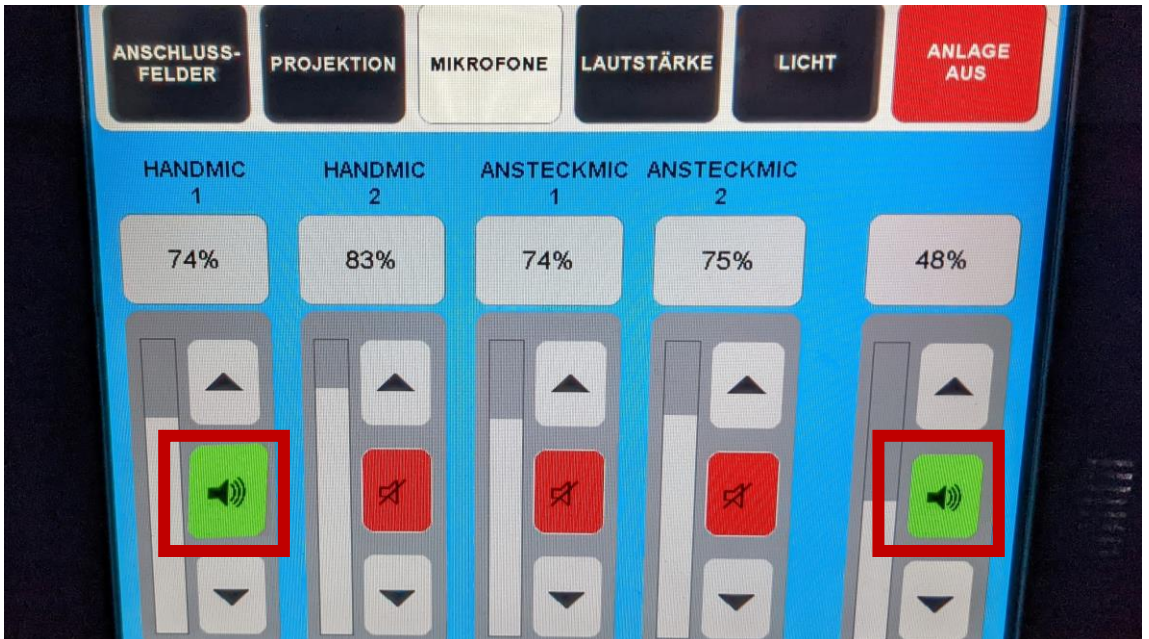 ANSCHLUSS-
FELDER
PROJEKTION
MIKROFONE
LAUTSTÄRKE
LICHT
ANLAGE
AUS
HANDMIC
1
HANDMIC
2
ANSTECKMIC
1
ANSTECKMIC
2
74%
83%
74%
75%
48%